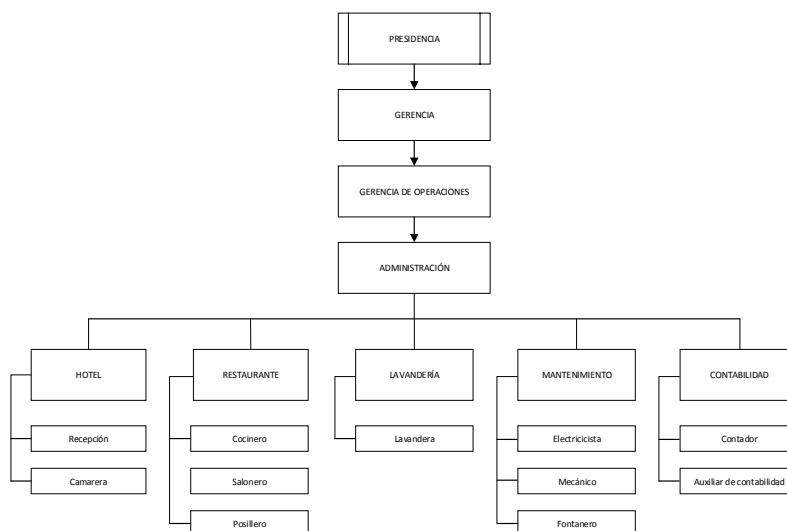 PRESIDENCIA
GERENCIA
GERENCIA DE OPERACIONES
ADMINISTRACIÓN
HOTEL
RESTAURANTE
LAVANDERÍA
MANTENIMIENTO
CONTABILIDAD
Recepción
Cocinero
Lavandera
Electricicista
Contador
Camarera
Salonero
Mecánico
Auxiliar de contabilidad
Posillero
Fontanero